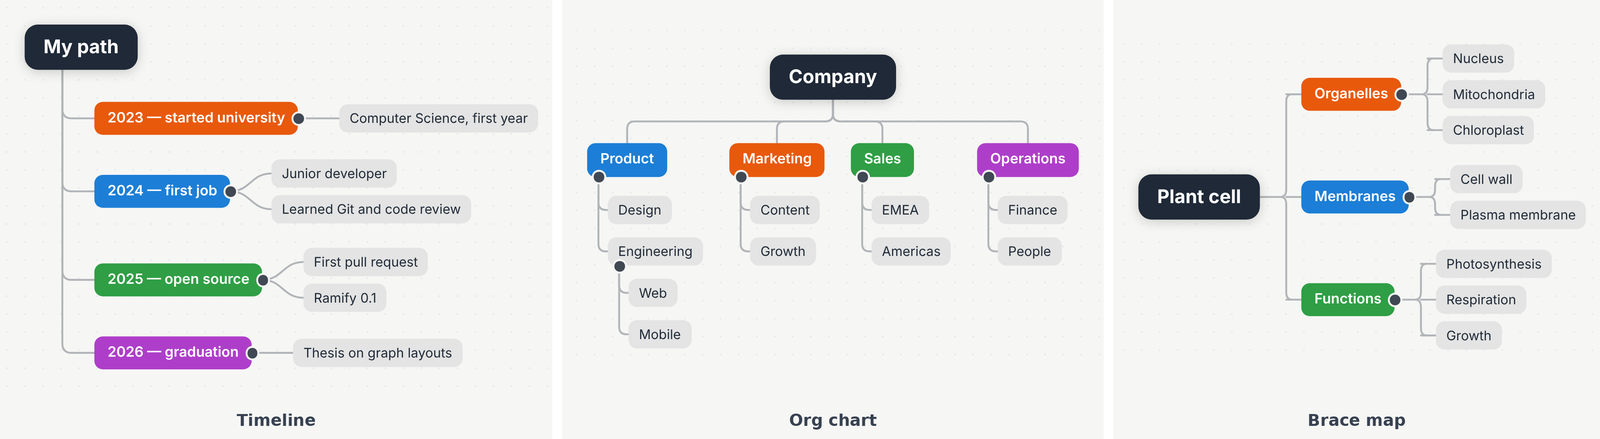 My path
2023 — started university
Computer Science, first year
2024 — first job
Junior developer
Learned Git and code review
2025 — open source
First pull request
Ramify 0.1
2026 — graduation
Thesis on graph layouts
Timeline
Company
Product
Design
Engineering
Web
Mobile
Marketing
Content
Growth
Sales
EMEA
Americas
Operations
Finance
People
Org chart
Plant cell
Organelles
Nucleus
Mitochondria
Chloroplast
Membranes
Cell wall
Plasma membrane
Functions
Photosynthesis
Respiration
Growth
Brace map